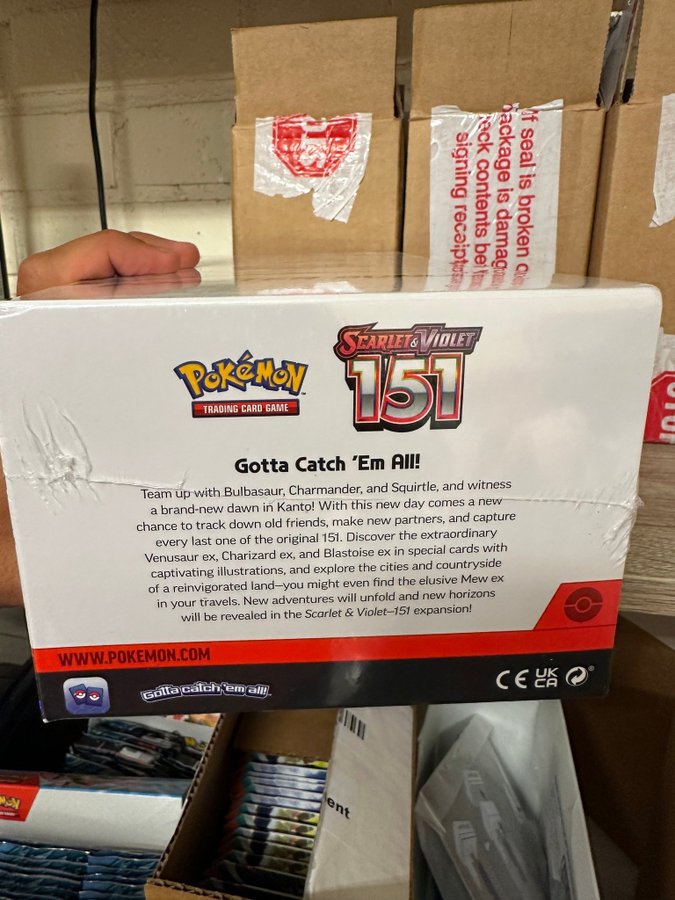 If seal is broken
package is damag
ack contents be
signing receipt
POKéMON
TRADING CARD GAME
SCARLET & VIOLET
151
Gotta Catch 'Em All!
Team up with Bulbasaur, Charmander, and Squirtle, and witness
a brand-new dawn in Kanto! With this new day comes a new
chance to track down old friends, make new partners, and capture
every last one of the original 151. Discover the extraordinary
Venusaur ex, Charizard ex, and Blastoise ex in special cards with
captivating illustrations, and explore the cities and countryside
of a reinvigorated land—you might even find the elusive Mew ex
in your travels. New adventures will unfold and new horizons
will be revealed in the Scarlet & Violet—151 expansion!
WWW.POKEMON.COM
Gotta catch 'em all!
CE UK
CA
ent